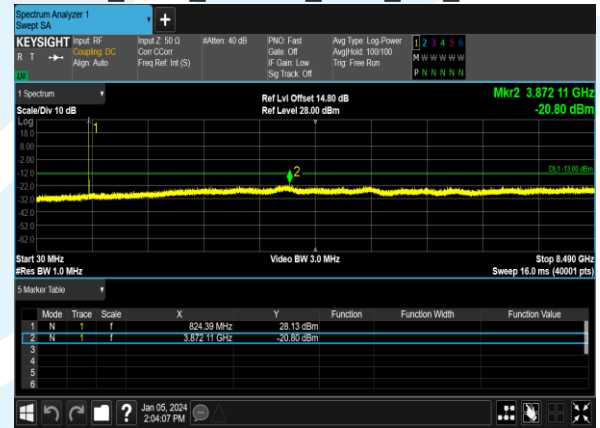 Spectrum Analyzer 1
Swept SA
KEYSIGHT Input: RF Input Z: 50 Ω #Atten: 40 dB PNO: Fast Avg Type: Log-Power 1 2 3 4 5 6
R T Coupling: DC Corr CCorr Gate: Off Avg|Hold: 100/100 M W W W W W
Align: Auto Freq Ref: Int (S) IF Gain: Low Trig: Free Run
LV Sig Track: Off P N N N N N
1 Spectrum Ref Lvl Offset 14.80 dB Mkr2 3.872 11 GHz
Scale/Div 10 dB Ref Level 28.00 dBm -20.80 dBm
Log
18.0 1
8.00
-2.00
-12.0 2 DL1 -13.00 dBm
-22.0
-32.0
-42.0
-52.0
-62.0
Start 30 MHz Video BW 3.0 MHz Stop 8.490 GHz
#Res BW 1.0 MHz Sweep 16.0 ms (40001 pts)
5 Marker Table
Mode Trace Scale X Y Function Function Width Function Value
1 N 1 f 824.39 MHz 28.13 dBm
2 N 1 f 3.872 11 GHz -20.80 dBm
3
4
5
6
? Jan 05, 2024
2:04:07 PM